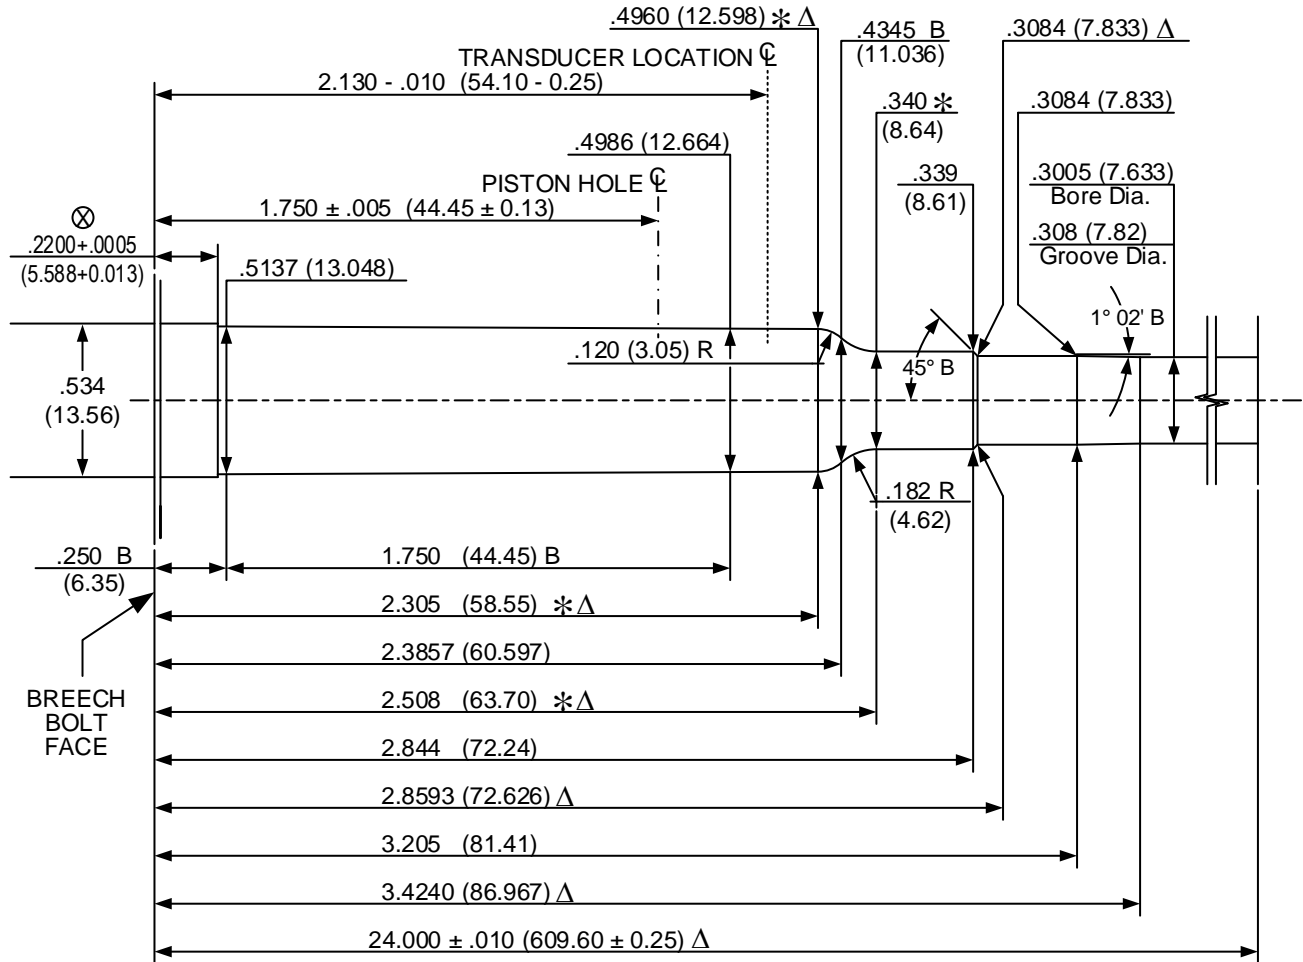 .4960 (12.598) ✻ Δ
.4345 B
(11.036)
.3084 (7.833) Δ
TRANSDUCER LOCATION ℄
2.130 - .010 (54.10 - 0.25)
.340 ✻
(8.64)
.3084 (7.833)
.4986 (12.664)
PISTON HOLE ℄
.339
(8.61)
.3005 (7.633)
Bore Dia.
1.750 ± .005 (44.45 ± 0.13)
.308 (7.82)
Groove Dia.
⊗
.2200+.0005
(5.588+0.013)
.5137 (13.048)
1° 02' B
.120 (3.05) R
45° B
.534
(13.56)
.182 R
(4.62)
.250 B
(6.35)
1.750 (44.45) B
2.305 (58.55) ✻ Δ
2.3857 (60.597)
BREECH
BOLT
FACE
2.508 (63.70) ✻ Δ
2.844 (72.24)
2.8593 (72.626) Δ
3.205 (81.41)
3.4240 (86.967) Δ
24.000 ± .010 (609.60 ± 0.25) Δ